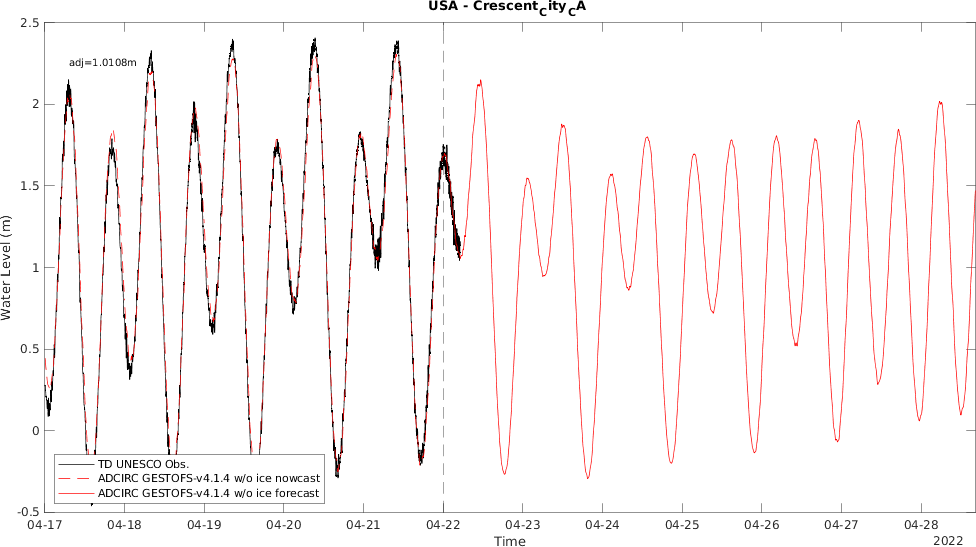 USA - CrescentCityCA
adj=1.0108m
2.5
2
1.5
1
0.5
0
-0.5
Water Level (m)
TD UNESCO Obs.
ADCIRC GESTOFS-v4.1.4 w/o ice nowcast
ADCIRC GESTOFS-v4.1.4 w/o ice forecast
04-17 04-18 04-19 04-20 04-21 04-22 04-23 04-24 04-25 04-26 04-27 04-28
Time
2022